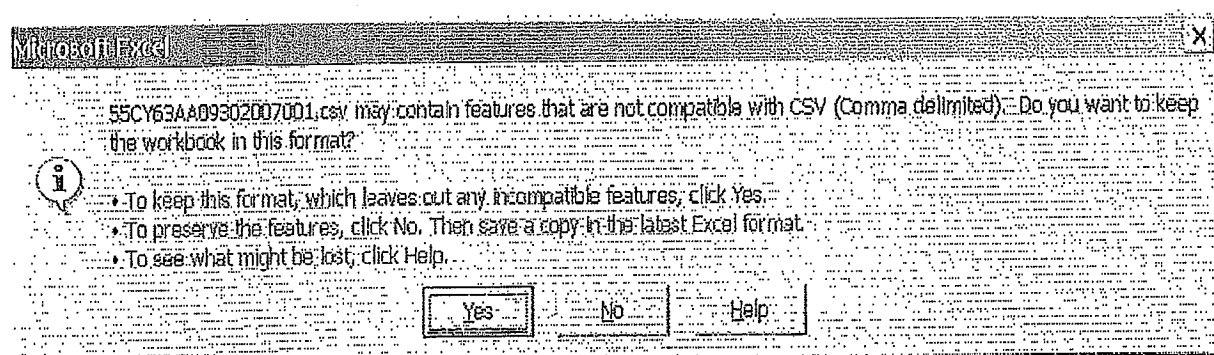 Microsoft Excel
X
55CY63AA09302007001.csv may contain features that are not compatible with CSV (Comma delimited). Do you want to keep
the workbook in this format?
• To keep this format, which leaves out any incompatible features, click Yes.
• To preserve the features, click No. Then save a copy in the latest Excel format.
• To see what might be lost, click Help.
Yes No Help